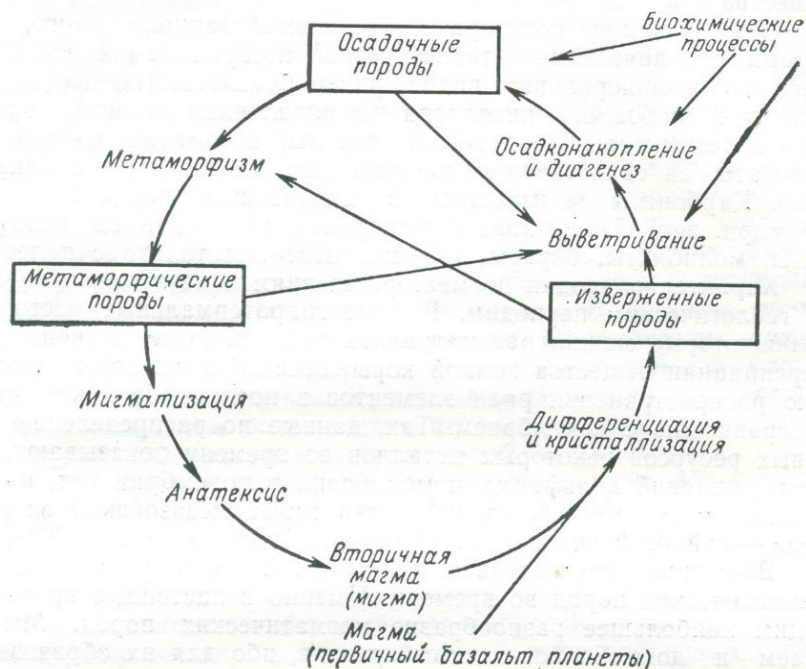 Биохимические
процессы
Осадочные
породы
Осадконакопление
и диагенез
Метаморфизм
Выветривание
Метаморфические
породы
Изверженные
породы
Мигматизация
Дифференциация
и кристаллизация
Анатексис
Вторичная
магма
(мигма)
Магма
(первичный базальт планеты)